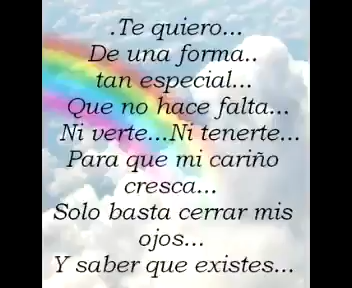 .Te quiero...
De una forma..
tan especial...
Que no hace falta...
Ni verte...Ni tenerte...
Para que mi cariño
cresca...
Solo basta cerrar mis
ojos...
Y saber que existes...